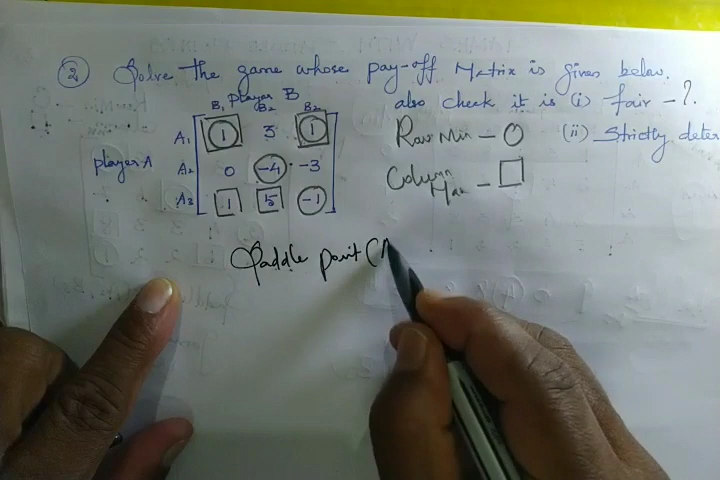 ② Solve the game whose pay-off Matrix is given below.
also check it is (i) fair - ?
(ii) Strictly deter
Player B
B₁ B₂ B₃
A₁ 1 3 1
player A A₂ 0 -4 -3
A₃ 1 5 -1
Row Min - O
Column Max - □
Saddle point (A